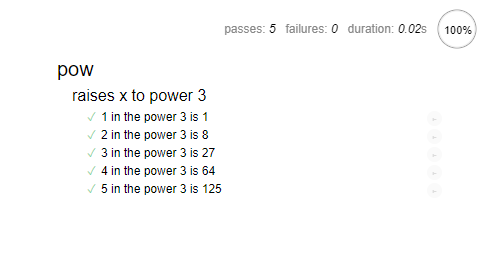 passes: 5 failures: 0 duration: 0.02s 100%
pow
raises x to power 3
✓ 1 in the power 3 is 1
✓ 2 in the power 3 is 8
✓ 3 in the power 3 is 27
✓ 4 in the power 3 is 64
✓ 5 in the power 3 is 125